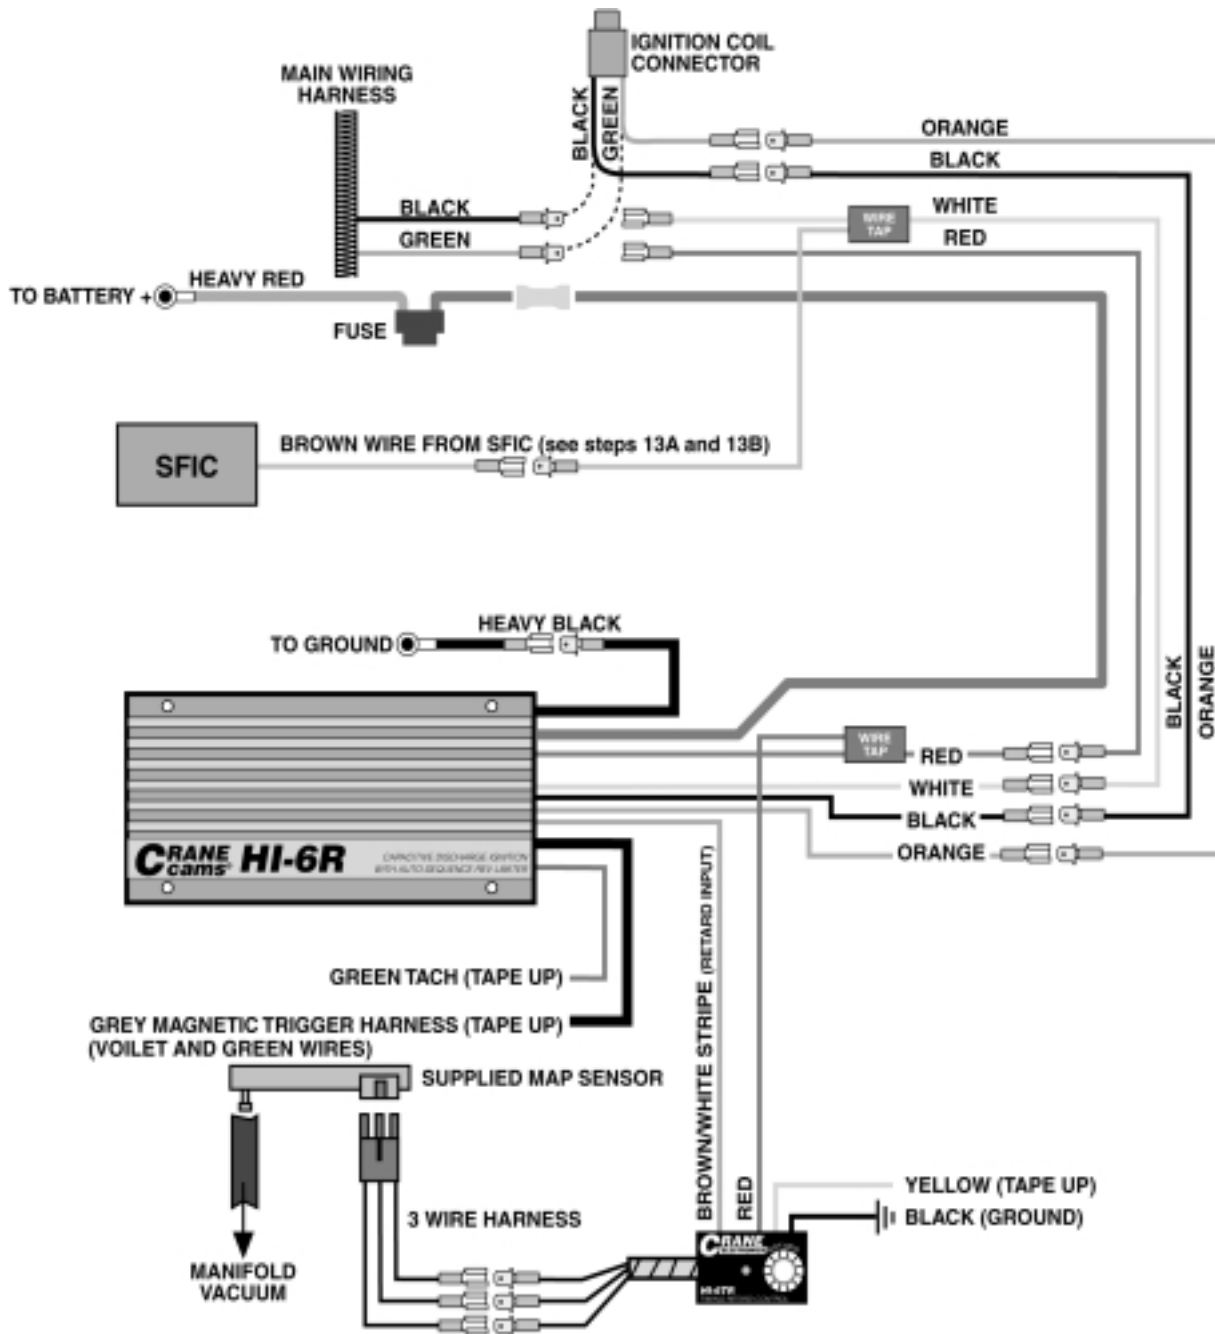 IGNITION COIL
CONNECTOR
MAIN WIRING
HARNESS
BLACK
GREEN
ORANGE
BLACK
BLACK
GREEN
WHITE
RED
WIRE
TAP
HEAVY RED
TO BATTERY +
FUSE
SFIC
BROWN WIRE FROM SFIC (see steps 13A and 13B)
HEAVY BLACK
TO GROUND
BLACK
ORANGE
WIRE
TAP
RED
WHITE
BLACK
ORANGE
CRANE
cams® HI-6R
CAPACITIVE DISCHARGE IGNITION
WITH AUTO SEQUENCE REV LIMITER
GREEN TACH (TAPE UP)
GREY MAGNETIC TRIGGER HARNESS (TAPE UP)
(VOILET AND GREEN WIRES)
SUPPLIED MAP SENSOR
BROWN/WHITE STRIPE (RETARD INPUT)
RED
YELLOW (TAPE UP)
BLACK (GROUND)
3 WIRE HARNESS
MANIFOLD
VACUUM
CRANE